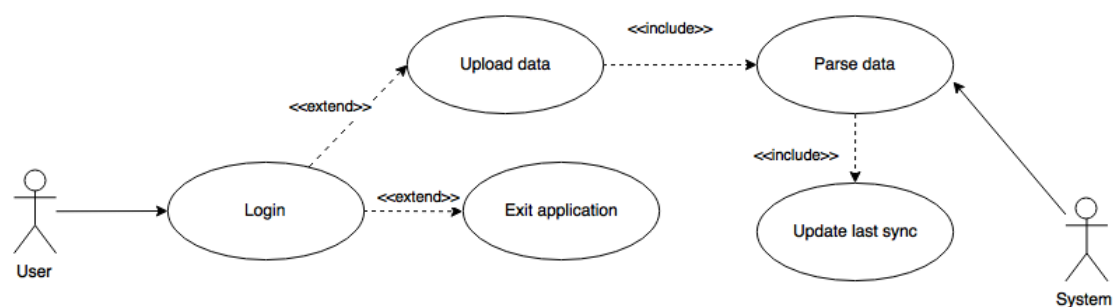 <<include>>
Upload data
Parse data
<<extend>>
<<include>>
<<extend>>
Login
Exit application
Update last sync
User
System